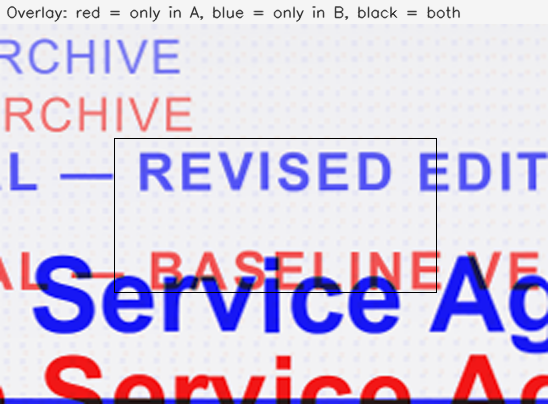 Overlay: red = only in A, blue = only in B, black = both
RCHIVE
RCHIVE
L — REVISED EDIT
AL — BASELINE VE
Service Ag
Service Ag